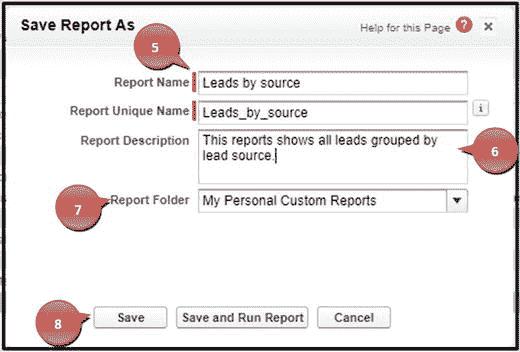 Save Report As
Help for this Page ?
5
Report Name Leads by source
Report Unique Name Leads_by_source i
Report Description This reports shows all leads grouped by
lead source.
6
7 Report Folder My Personal Custom Reports
8 Save Save and Run Report Cancel